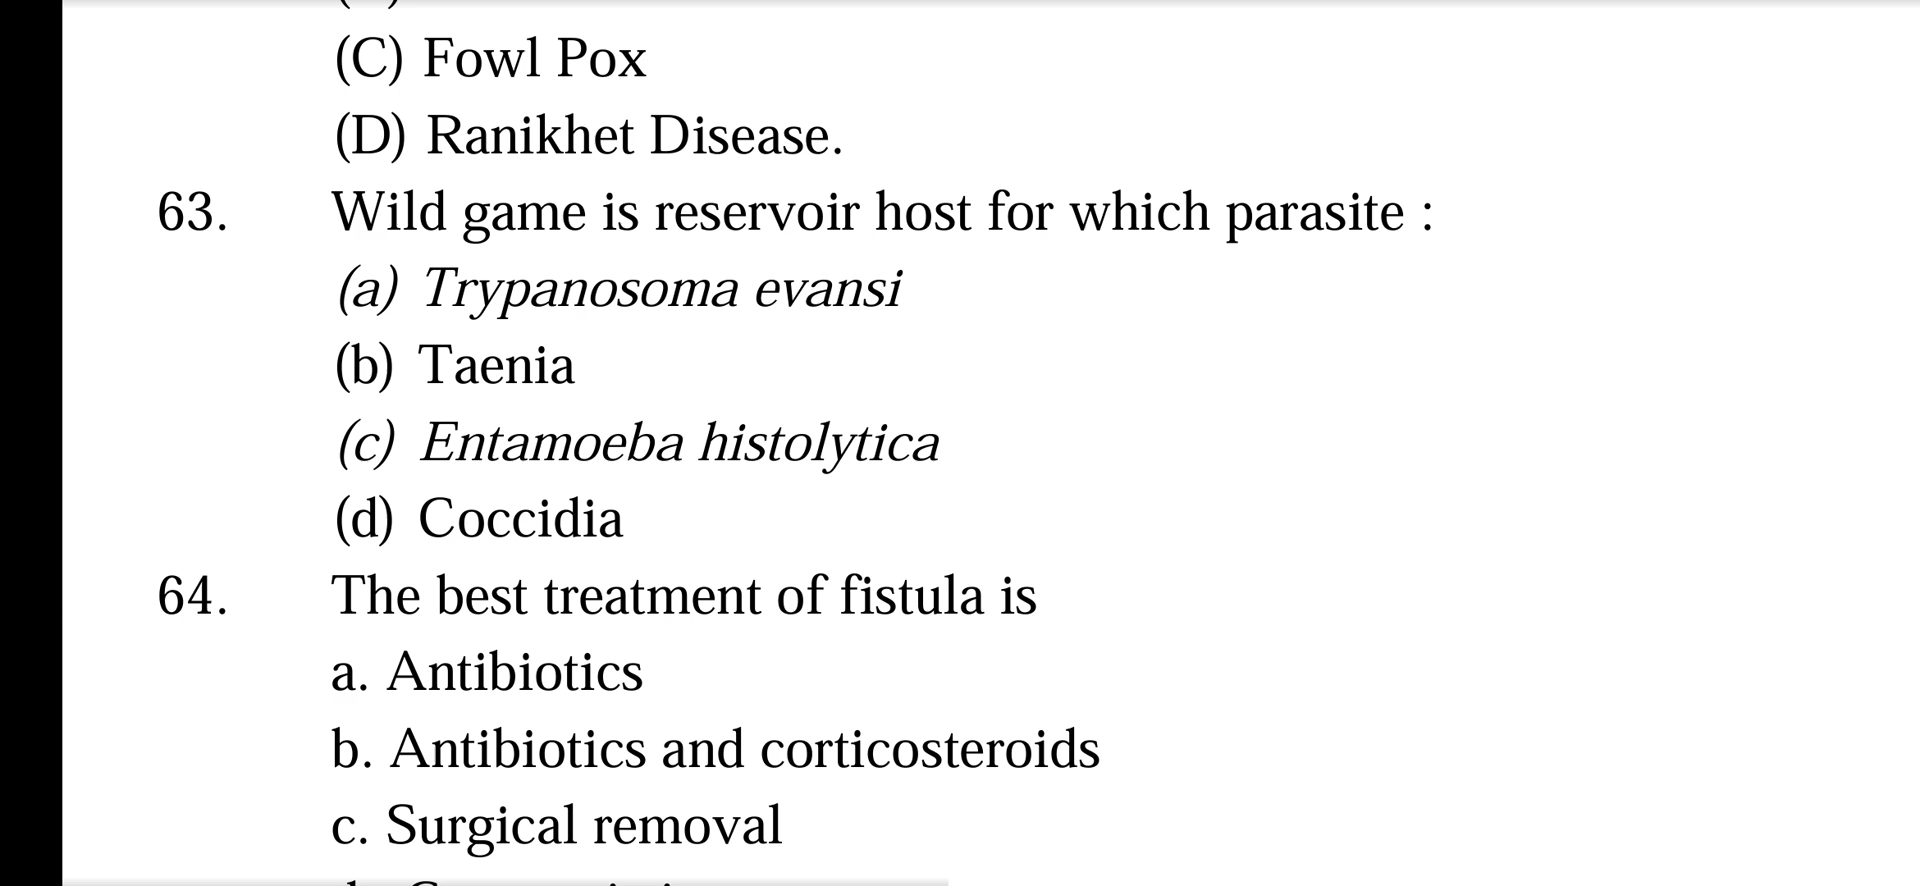 (C) Fowl Pox
(D) Ranikhet Disease.
63. Wild game is reservoir host for which parasite :
(a) Trypanosoma evansi
(b) Taenia
(c) Entamoeba histolytica
(d) Coccidia
64. The best treatment of fistula is
a. Antibiotics
b. Antibiotics and corticosteroids
c. Surgical removal